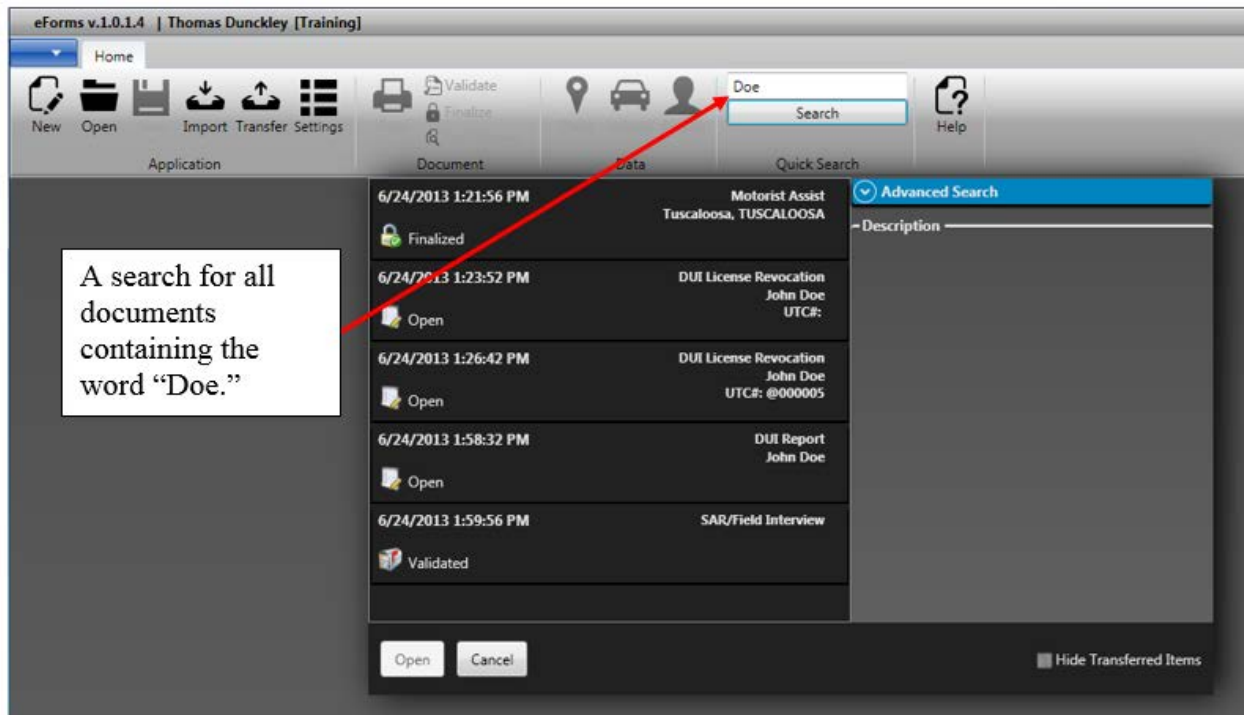 eForms v.1.0.1.4 | Thomas Dunckley [Training]
Home
New Open Import Transfer Settings
Validate
Finalize
Doe
Search
Help
Application Document Data Quick Search
6/24/2013 1:21:56 PM Motorist Assist
Tuscaloosa, TUSCALOOSA
Finalized
6/24/2013 1:23:52 PM DUI License Revocation
John Doe
UTC#:
Open
6/24/2013 1:26:42 PM DUI License Revocation
John Doe
UTC#: @000005
Open
6/24/2013 1:58:32 PM DUI Report
John Doe
Open
6/24/2013 1:59:56 PM SAR/Field Interview
Validated
Advanced Search
Description
A search for all
documents
containing the
word “Doe.”
Open Cancel Hide Transferred Items